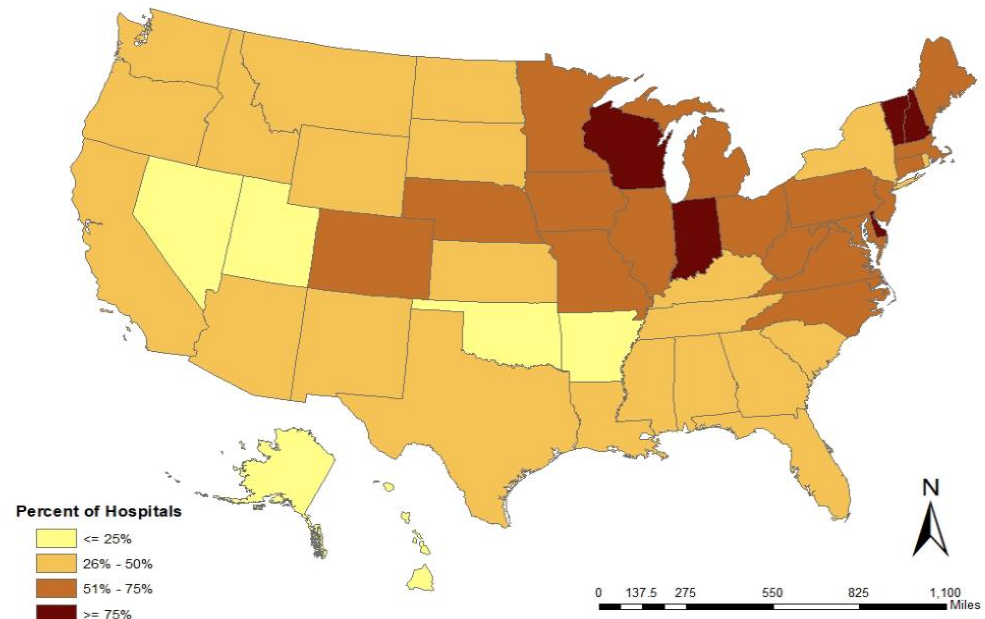 N
Percent of Hospitals
<= 25%
26% - 50%
51% - 75%
>= 75%
0 137.5 275 550 825 1,100
Miles